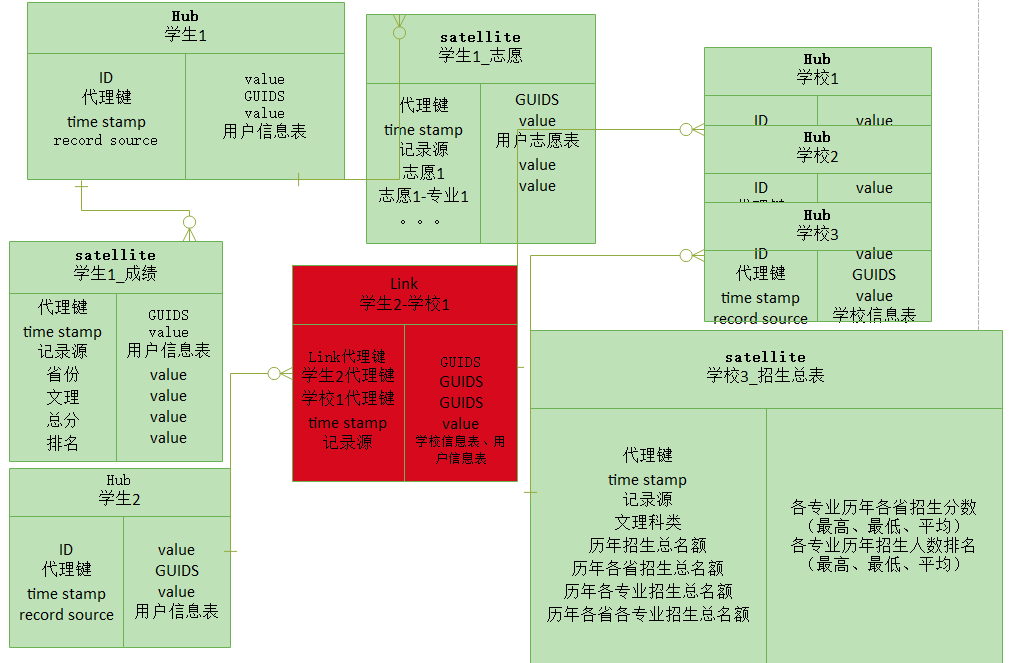 Hub
学生1
ID
代理键
time stamp
record source
value
GUIDS
value
用户信息表
satellite
学生1_志愿
代理键
time stamp
记录源
志愿1
志愿1-专业1
。。。
GUIDS
value
用户志愿表
value
value
Hub
学校1
ID
value
Hub
学校2
ID
value
Hub
学校3
ID
代理键
time stamp
record source
value
GUIDS
value
学校信息表
satellite
学生1_成绩
代理键
time stamp
记录源
省份
文理
总分
排名
GUIDS
value
用户信息表
value
value
value
value
Link
学生2-学校1
Link代理键
学生2代理键
学校1代理键
time stamp
记录源
GUIDS
GUIDS
GUIDS
value
学校信息表、用
户信息表
satellite
学校3_招生总表
代理键
time stamp
记录源
文理科类
历年招生总名额
历年各省招生总名额
历年各专业招生总名额
历年各省各专业招生总名额
各专业历年各省招生分数
（最高、最低、平均）
各专业历年招生人数排名
（最高、最低、平均）
Hub
学生2
ID
代理键
time stamp
record source
value
GUIDS
value
用户信息表